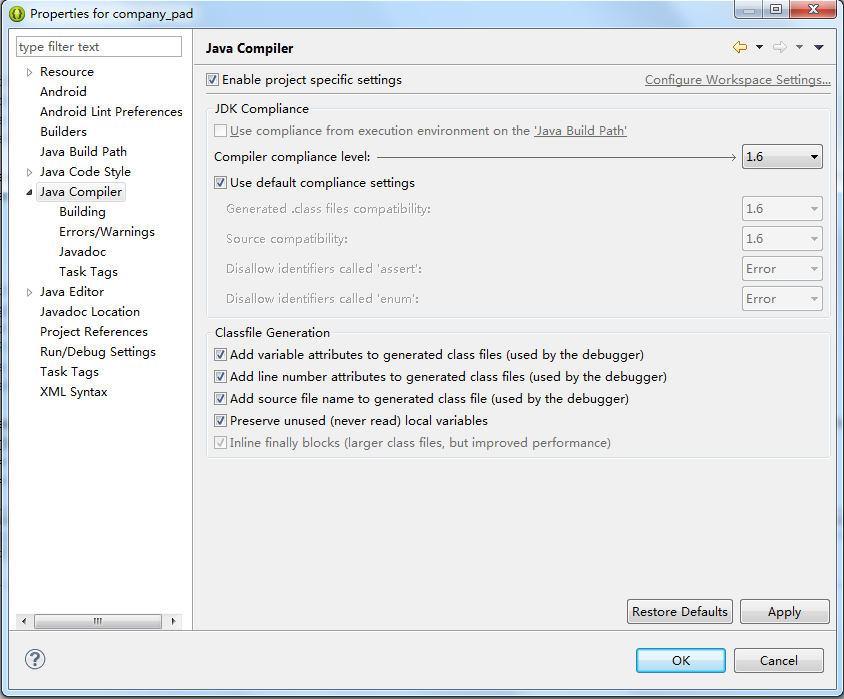 Properties for company_pad
type filter text
Resource
Android
Android Lint Preferences
Builders
Java Build Path
Java Code Style
Java Compiler
Building
Errors/Warnings
Javadoc
Task Tags
Java Editor
Javadoc Location
Project References
Run/Debug Settings
Task Tags
XML Syntax
Java Compiler
Enable project specific settings Configure Workspace Settings...
JDK Compliance
Use compliance from execution environment on the 'Java Build Path'
Compiler compliance level: 1.6
Use default compliance settings
Generated .class files compatibility: 1.6
Source compatibility: 1.6
Disallow identifiers called 'assert': Error
Disallow identifiers called 'enum': Error
Classfile Generation
Add variable attributes to generated class files (used by the debugger)
Add line number attributes to generated class files (used by the debugger)
Add source file name to generated class file (used by the debugger)
Preserve unused (never read) local variables
Inline finally blocks (larger class files, but improved performance)
Restore Defaults Apply
? OK Cancel